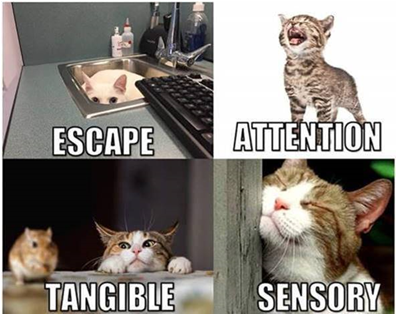 ESCAPE
ATTENTION
TANGIBLE
SENSORY